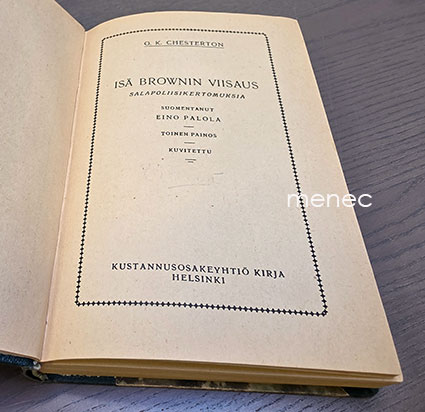 G. K. CHESTERTON
ISÄ BROWNIN VIISAUS
SALAPOLIISIKERTOMUKSIA
SUOMENTANUT
EINO PALOLA
TOINEN PAINOS
KUVITETTU
menec
KUSTANNUSOSAKEYHTIÖ KIRJA
HELSINKI